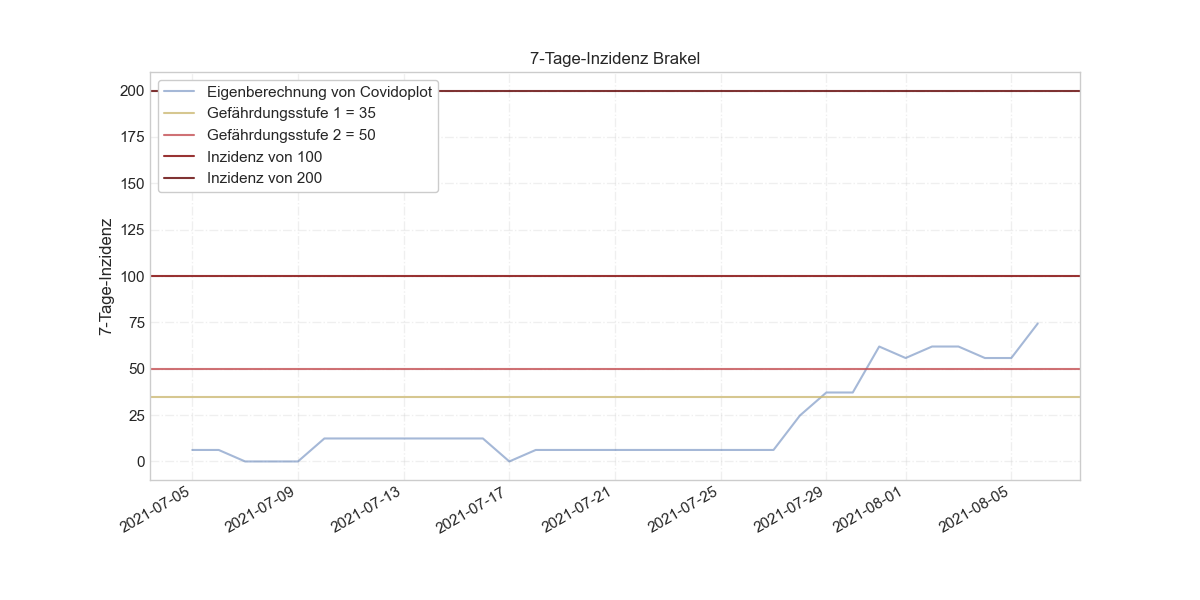 7-Tage-Inzidenz Brakel
Eigenberechnung von Covidoplot
Gefährdungsstufe 1 = 35
Gefährdungsstufe 2 = 50
Inzidenz von 100
Inzidenz von 200
7-Tage-Inzidenz
200
175
150
125
100
75
50
25
0
2021-07-05
2021-07-09
2021-07-13
2021-07-17
2021-07-21
2021-07-25
2021-07-29
2021-08-01
2021-08-05